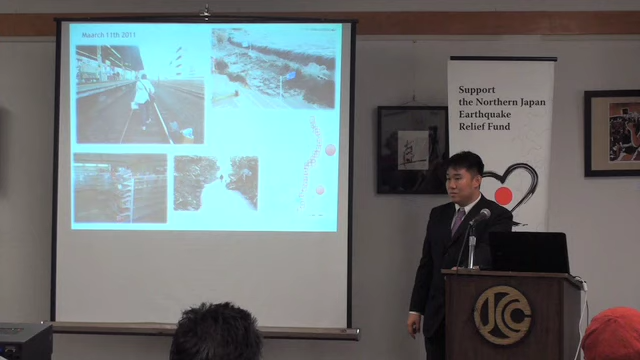 Maarch 11th 2011
Support
the Northern Japan
Earthquake
Relief Fund
JCC